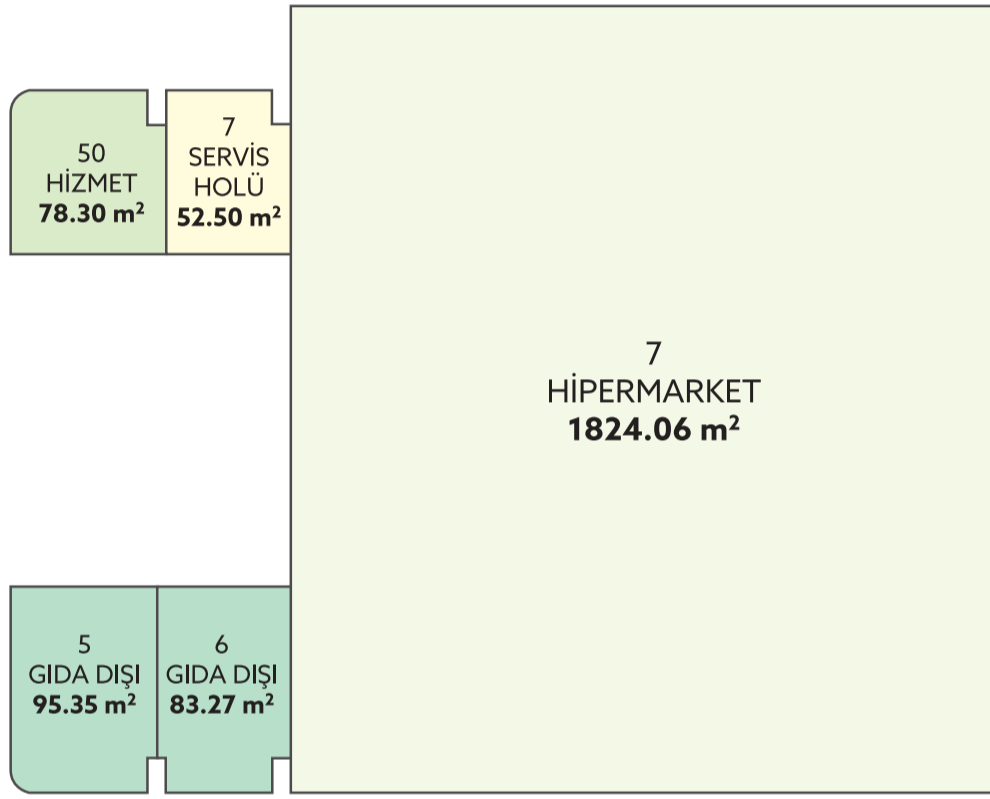 50
HİZMET
78.30 m²
7
SERVİS
HOLÜ
52.50 m²
7
HİPERMARKET
1824.06 m²
5
GIDA DIŞI
95.35 m²
6
GIDA DIŞI
83.27 m²